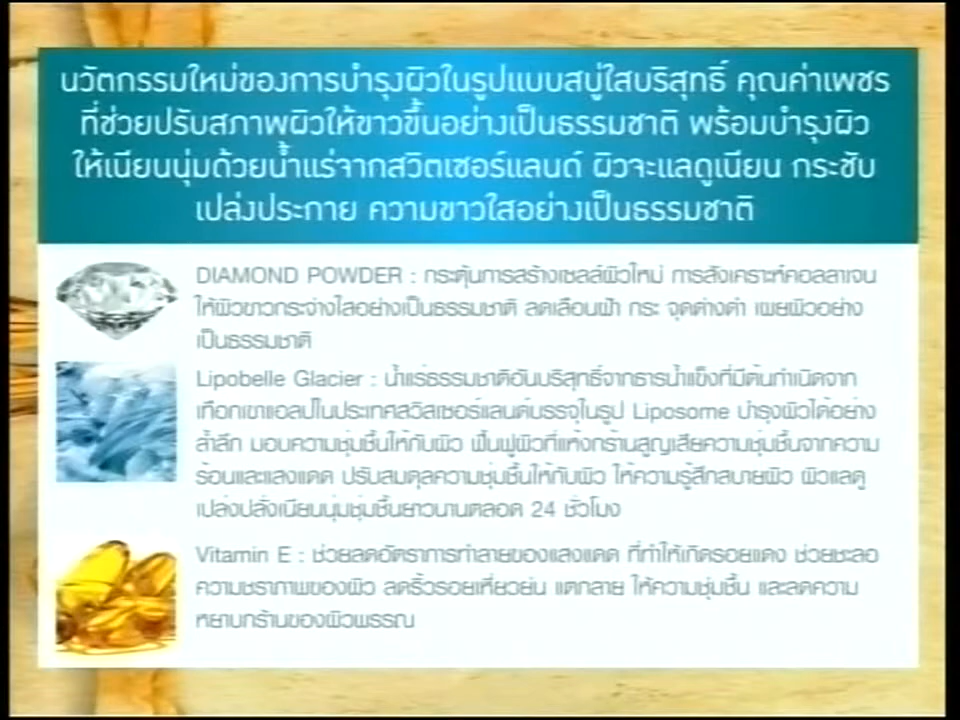 นวัตกรรมใหม่ของการบำรุงผิวในรูปแบบสบู่ใสบริสุทธิ์ คุณค่าเพชร
ที่ช่วยปรับสภาพผิวให้ขาวขึ้นอย่างเป็นธรรมชาติ พร้อมบำรุงผิว
ให้เนียนนุ่มด้วยน้ำแร่จากสวิตเซอร์แลนด์ ผิวจะแลดูเนียน กระชับ
เปล่งประกาย ความขาวใสอย่างเป็นธรรมชาติ
DIAMOND POWDER : กระตุ้นการสร้างเซลล์ผิวใหม่ การสังเคราะห์คอลลาเจน
ให้ผิวขาวกระจ่างใสอย่างเป็นธรรมชาติ ลดเลือนฝ้า กระ จุดด่างดำ เผยผิวอย่าง
เป็นธรรมชาติ
Lipobelle Glacier : น้ำแร่ธรรมชาติอันบริสุทธิ์จากธารน้ำแข็งที่มีต้นกำเนิดจาก
เทือกเขาแอลป์ในประเทศสวิสเซอร์แลนด์บรรจุในรูป Liposome บำรุงผิวได้อย่าง
ล้ำลึก มอบความชุ่มชื้นให้กับผิว ฟื้นฟูผิวที่แห้งกร้านสูญเสียความชุ่มชื้นจากความ
ร้อนและแสงแดด ปรับสมดุลความชุ่มชื้นให้กับผิว ให้ความรู้สึกสบายผิว ผิวแลดู
เปล่งปลั่งเนียนนุ่มชุ่มชื้นยาวนานตลอด 24 ชั่วโมง
Vitamin E : ช่วยลดอัตราการทำลายของแสงแดด ที่ทำให้เกิดรอยแดง ช่วยชะลอ
ความชราภาพของผิว ลดริ้วรอยเหี่ยวย่น แตกลาย ให้ความชุ่มชื้น และลดความ
หยาบกร้านของผิวพรรณ